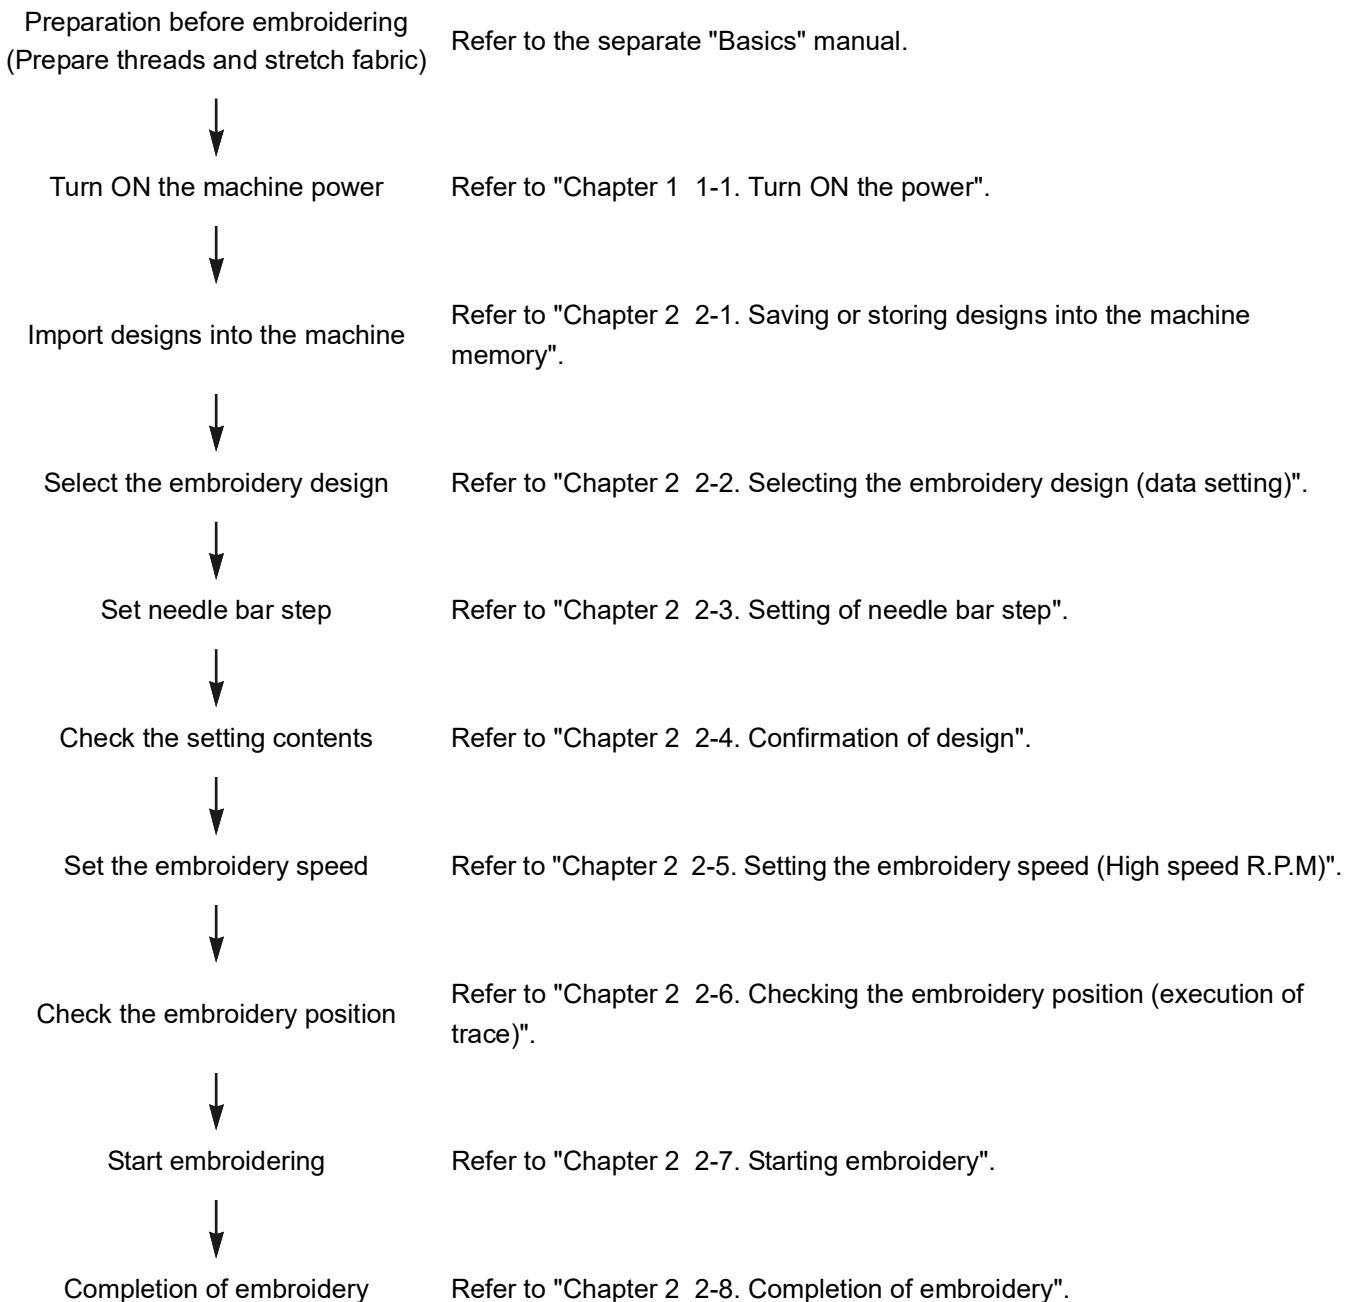 Preparation before embroidering
(Prepare threads and stretch fabric)
Refer to the separate "Basics" manual.
Turn ON the machine power
Refer to "Chapter 1  1-1. Turn ON the power".
Import designs into the machine
Refer to "Chapter 2  2-1. Saving or storing designs into the machine
memory".
Select the embroidery design
Refer to "Chapter 2  2-2. Selecting the embroidery design (data setting)".
Set needle bar step
Refer to "Chapter 2  2-3. Setting of needle bar step".
Check the setting contents
Refer to "Chapter 2  2-4. Confirmation of design".
Set the embroidery speed
Refer to "Chapter 2  2-5. Setting the embroidery speed (High speed R.P.M)".
Check the embroidery position
Refer to "Chapter 2  2-6. Checking the embroidery position (execution of
trace)".
Start embroidering
Refer to "Chapter 2  2-7. Starting embroidery".
Completion of embroidery
Refer to "Chapter 2  2-8. Completion of embroidery".